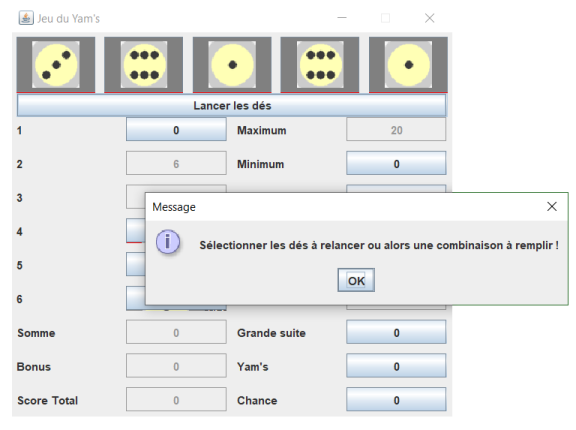 Jeu du Yam's
Lancer les dés
1 0 Maximum 20
2 6 Minimum 0
3
Message
4
Sélectionner les dés à relancer ou alors une combinaison à remplir !
5
OK
6
Somme 0 Grande suite 0
Bonus 0 Yam's 0
Score Total 0 Chance 0